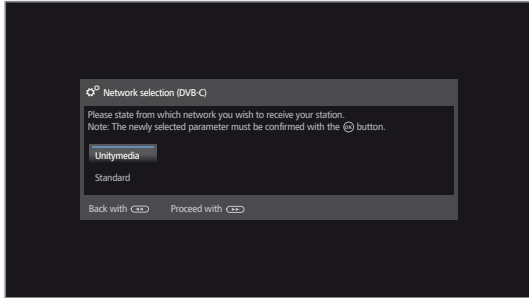 Network selection (DVB-C)
Please state from which network you wish to receive your station.
Note: The newly selected parameter must be confirmed with the OK button.
Unitymedia
Standard
Back with Proceed with